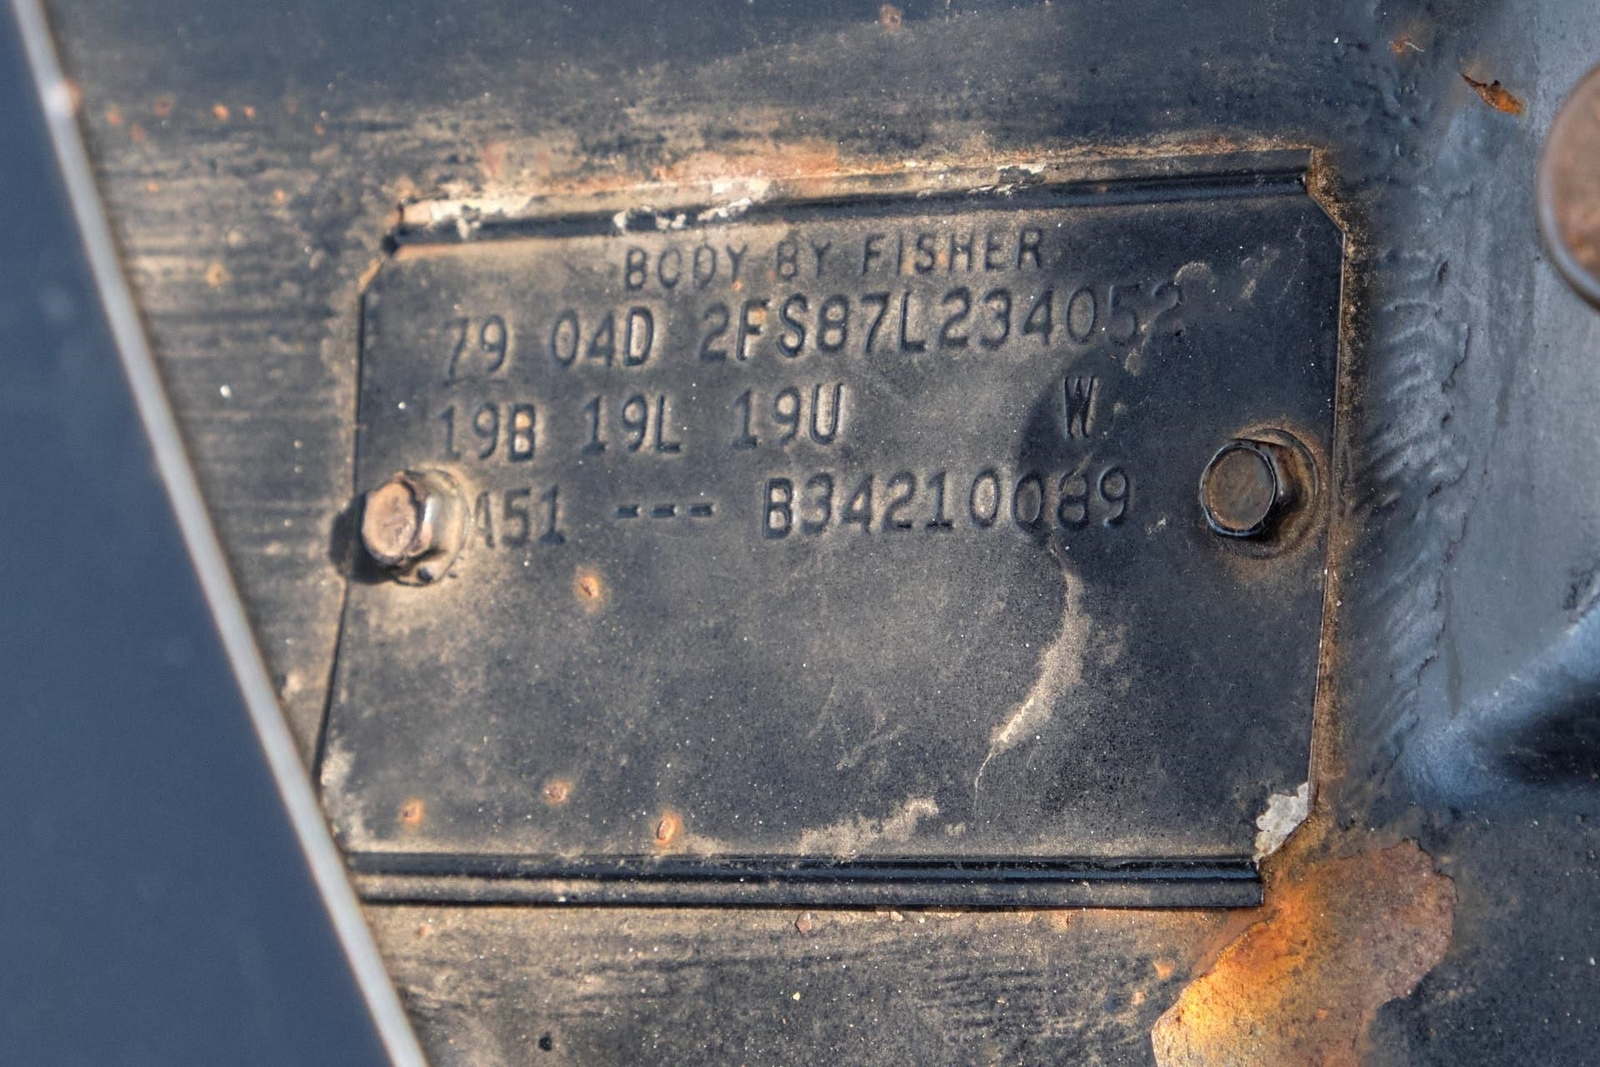 BODY BY FISHER
79 04D 2FS87L234052
19B 19L 19U W
A51 --- B34210089